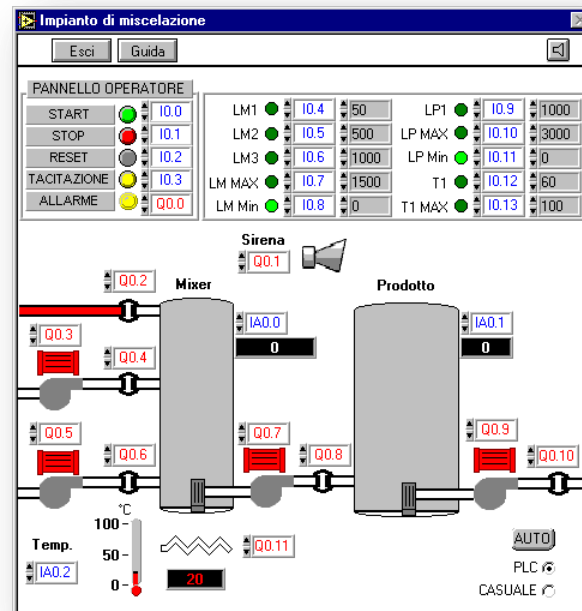 Impianto di miscelazione
Esci Guida
PANNELLO OPERATORE
START I0.0
STOP I0.1
RESET I0.2
TACITAZIONE I0.3
ALLARME Q0.0
LM1 I0.4 50
LM2 I0.5 500
LM3 I0.6 1000
LM MAX I0.7 1500
LM Min I0.8 0
LP1 I0.9 1000
LP MAX I0.10 3000
LP Min I0.11 0
T1 I0.12 60
T1 MAX I0.13 100
Sirena
Q0.1
Q0.2
Mixer
Prodotto
IA0.0
0
IA0.1
0
Q0.3
Q0.4
Q0.5
Q0.6
Q0.7
Q0.8
Q0.9
Q0.10
°C
100
50
0
Temp.
IA0.2
20
Q0.11
AUTO
PLC
CASUALE